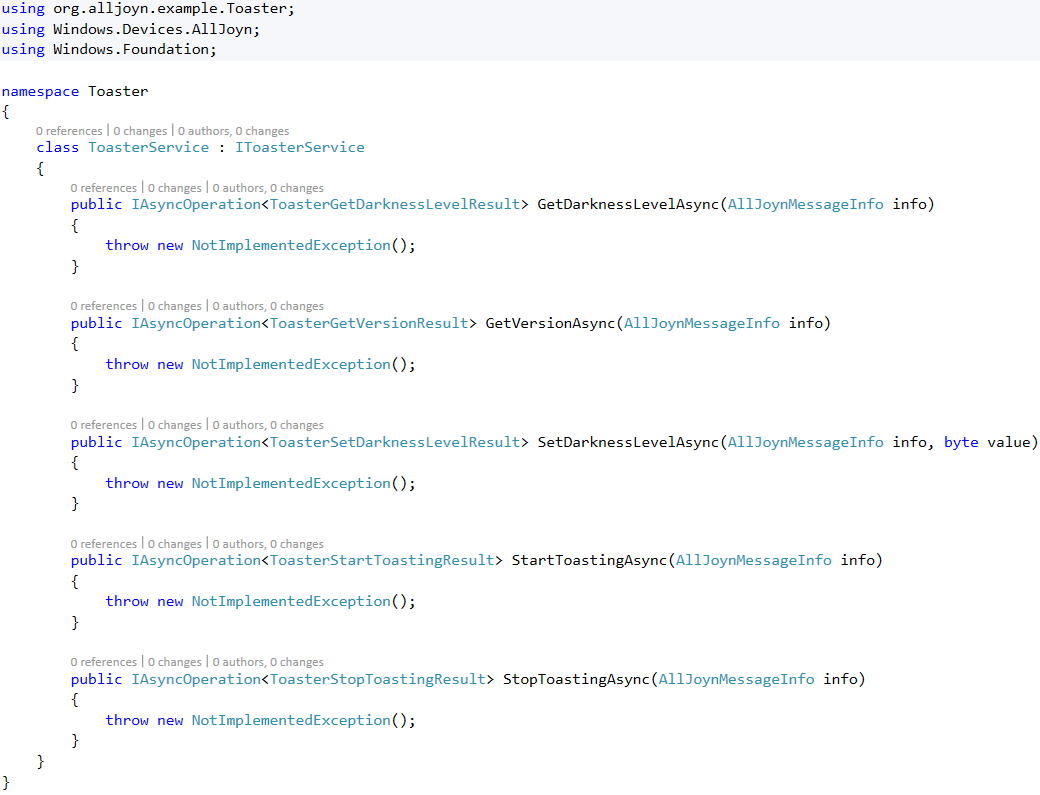 using org.alljoyn.example.Toaster;
using Windows.Devices.AllJoyn;
using Windows.Foundation;

namespace Toaster
{
    0 references | 0 changes | 0 authors, 0 changes
    class ToasterService : IToasterService
    {
        0 references | 0 changes | 0 authors, 0 changes
        public IAsyncOperation<ToasterGetDarknessLevelResult> GetDarknessLevelAsync(AllJoynMessageInfo info)
        {
            throw new NotImplementedException();
        }

        0 references | 0 changes | 0 authors, 0 changes
        public IAsyncOperation<ToasterGetVersionResult> GetVersionAsync(AllJoynMessageInfo info)
        {
            throw new NotImplementedException();
        }

        0 references | 0 changes | 0 authors, 0 changes
        public IAsyncOperation<ToasterSetDarknessLevelResult> SetDarknessLevelAsync(AllJoynMessageInfo info, byte value)
        {
            throw new NotImplementedException();
        }

        0 references | 0 changes | 0 authors, 0 changes
        public IAsyncOperation<ToasterStartToastingResult> StartToastingAsync(AllJoynMessageInfo info)
        {
            throw new NotImplementedException();
        }

        0 references | 0 changes | 0 authors, 0 changes
        public IAsyncOperation<ToasterStopToastingResult> StopToastingAsync(AllJoynMessageInfo info)
        {
            throw new NotImplementedException();
        }
    }
}